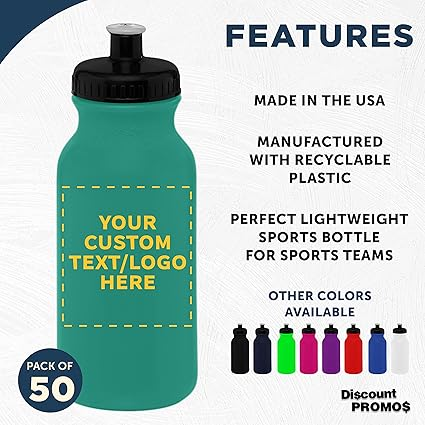 FEATURES
MADE IN THE USA
MANUFACTURED
WITH RECYCLABLE
PLASTIC
PERFECT LIGHTWEIGHT
SPORTS BOTTLE
FOR SPORTS TEAMS
OTHER COLORS
AVAILABLE
YOUR
CUSTOM
TEXT/LOGO
HERE
PACK OF
50
Discount
PROMO$